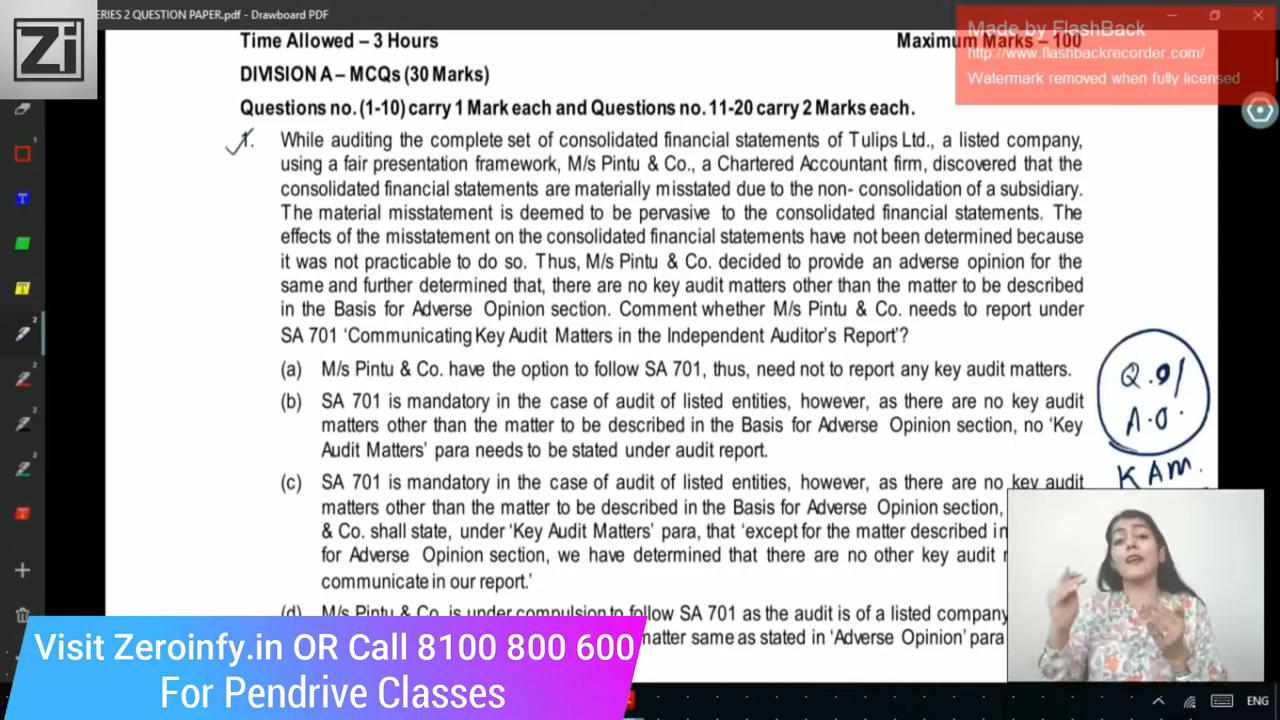 Zi
SERIES 2 QUESTION PAPER.pdf - Drawboard PDF
Made by FlashBack
http://www.flashbackrecorder.com/
Watermark removed when fully licensed
Time Allowed – 3 Hours
Maximum Marks – 100
DIVISION A – MCQs (30 Marks)
Questions no. (1-10) carry 1 Mark each and Questions no. 11-20 carry 2 Marks each.
1. While auditing the complete set of consolidated financial statements of Tulips Ltd., a listed company,
using a fair presentation framework, M/s Pintu & Co., a Chartered Accountant firm, discovered that the
consolidated financial statements are materially misstated due to the non- consolidation of a subsidiary.
The material misstatement is deemed to be pervasive to the consolidated financial statements. The
effects of the misstatement on the consolidated financial statements have not been determined because
it was not practicable to do so. Thus, M/s Pintu & Co. decided to provide an adverse opinion for the
same and further determined that, there are no key audit matters other than the matter to be described
in the Basis for Adverse Opinion section. Comment whether M/s Pintu & Co. needs to report under
SA 701 ‘Communicating Key Audit Matters in the Independent Auditor’s Report’?
(a) M/s Pintu & Co. have the option to follow SA 701, thus, need not to report any key audit matters.
(b) SA 701 is mandatory in the case of audit of listed entities, however, as there are no key audit
matters other than the matter to be described in the Basis for Adverse Opinion section, no ‘Key
Audit Matters’ para needs to be stated under audit report.
(c) SA 701 is mandatory in the case of audit of listed entities, however, as there are no key audit
matters other than the matter to be described in the Basis for Adverse Opinion section,
& Co. shall state, under ‘Key Audit Matters’ para, that ‘except for the matter described in
for Adverse Opinion section, we have determined that there are no other key audit
communicate in our report.’
(d) M/s Pintu & Co. is under compulsion to follow SA 701 as the audit is of a listed company
matter same as stated in ‘Adverse Opinion’ para
Q.O/
A.O.
KAM.
Visit Zeroinfy.in OR Call 8100 800 600
For Pendrive Classes
ENG